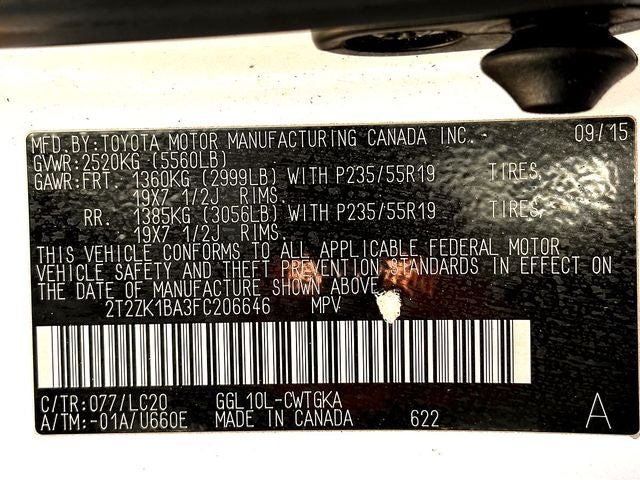 MFD.BY:TOYOTA MOTOR MANUFACTURING CANADA INC. 09/15
GVWR:2520KG (5560LB)
GAWR:FRT. 1360KG (2999LB) WITH P235/55R19 TIRES,
19X7 1/2J RIMS.
RR. 1385KG (3056LB) WITH P235/55R19 TIRES,
19X7 1/2J RIMS.
THIS VEHICLE CONFORMS TO ALL APPLICABLE FEDERAL MOTOR
VEHICLE SAFETY AND THEFT PREVENTION STANDARDS IN EFFECT ON
THE DATE OF MANUFACTURE SHOWN ABOVE.
2T2ZK1BA3FC206646 MPV
C/TR:077/LC20 GGL10L-CWTGKA
A/TM:-01A/U660E MADE IN CANADA 622 A